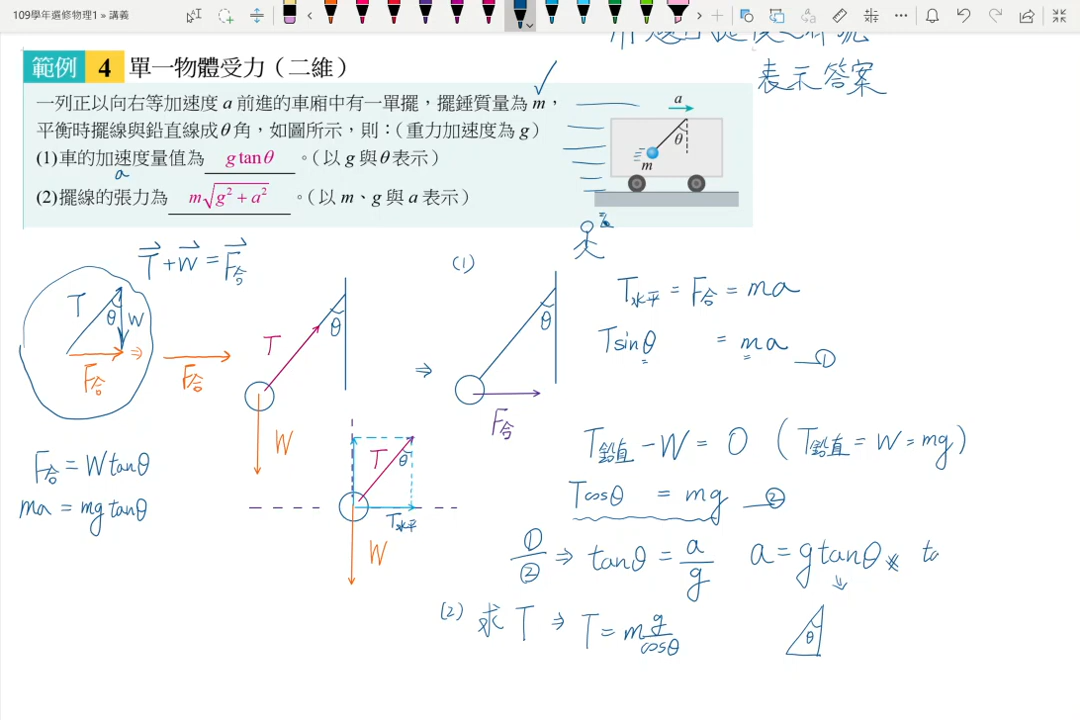 109學年選修物理1 » 講義
表示答案
範例 4 單一物體受力（二維）
一列正以向右等加速度 a 前進的車廂中有一單擺，擺錘質量為 m，
平衡時擺線與鉛直線成 θ 角，如圖所示，則：（重力加速度為 g）
(1)車的加速度量值為 g tanθ 。（以 g 與 θ 表示）
a
(2)擺線的張力為 m√(g² + a²) 。（以 m、g 與 a 表示）
a
θ
m
T + W = F合
T θ W
F合
F合
F合 = W tanθ
ma = mg tanθ
T θ
W
T θ
T水平
W
(1)
θ
F合
T水平 = F合 = ma
T sinθ = ma —①
T鉛直 − W = 0 ( T鉛直 = W = mg )
T cosθ = mg —②
①/② ⇒ tanθ = a/g a = g tanθ
(2) 求 T ⇒ T = m g/cosθ
θ